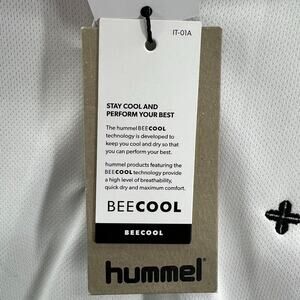 IT-01A
STAY COOL AND
PERFORM YOUR BEST
The hummel BEECOOL
technology is developed to
keep you cool and dry so that
you can perform your best.
hummel products featuring the
BEECOOL technology provide
a high level of breathability,
quick dry and maximum comfort.
BEECOOL
BEECOOL
hummel®